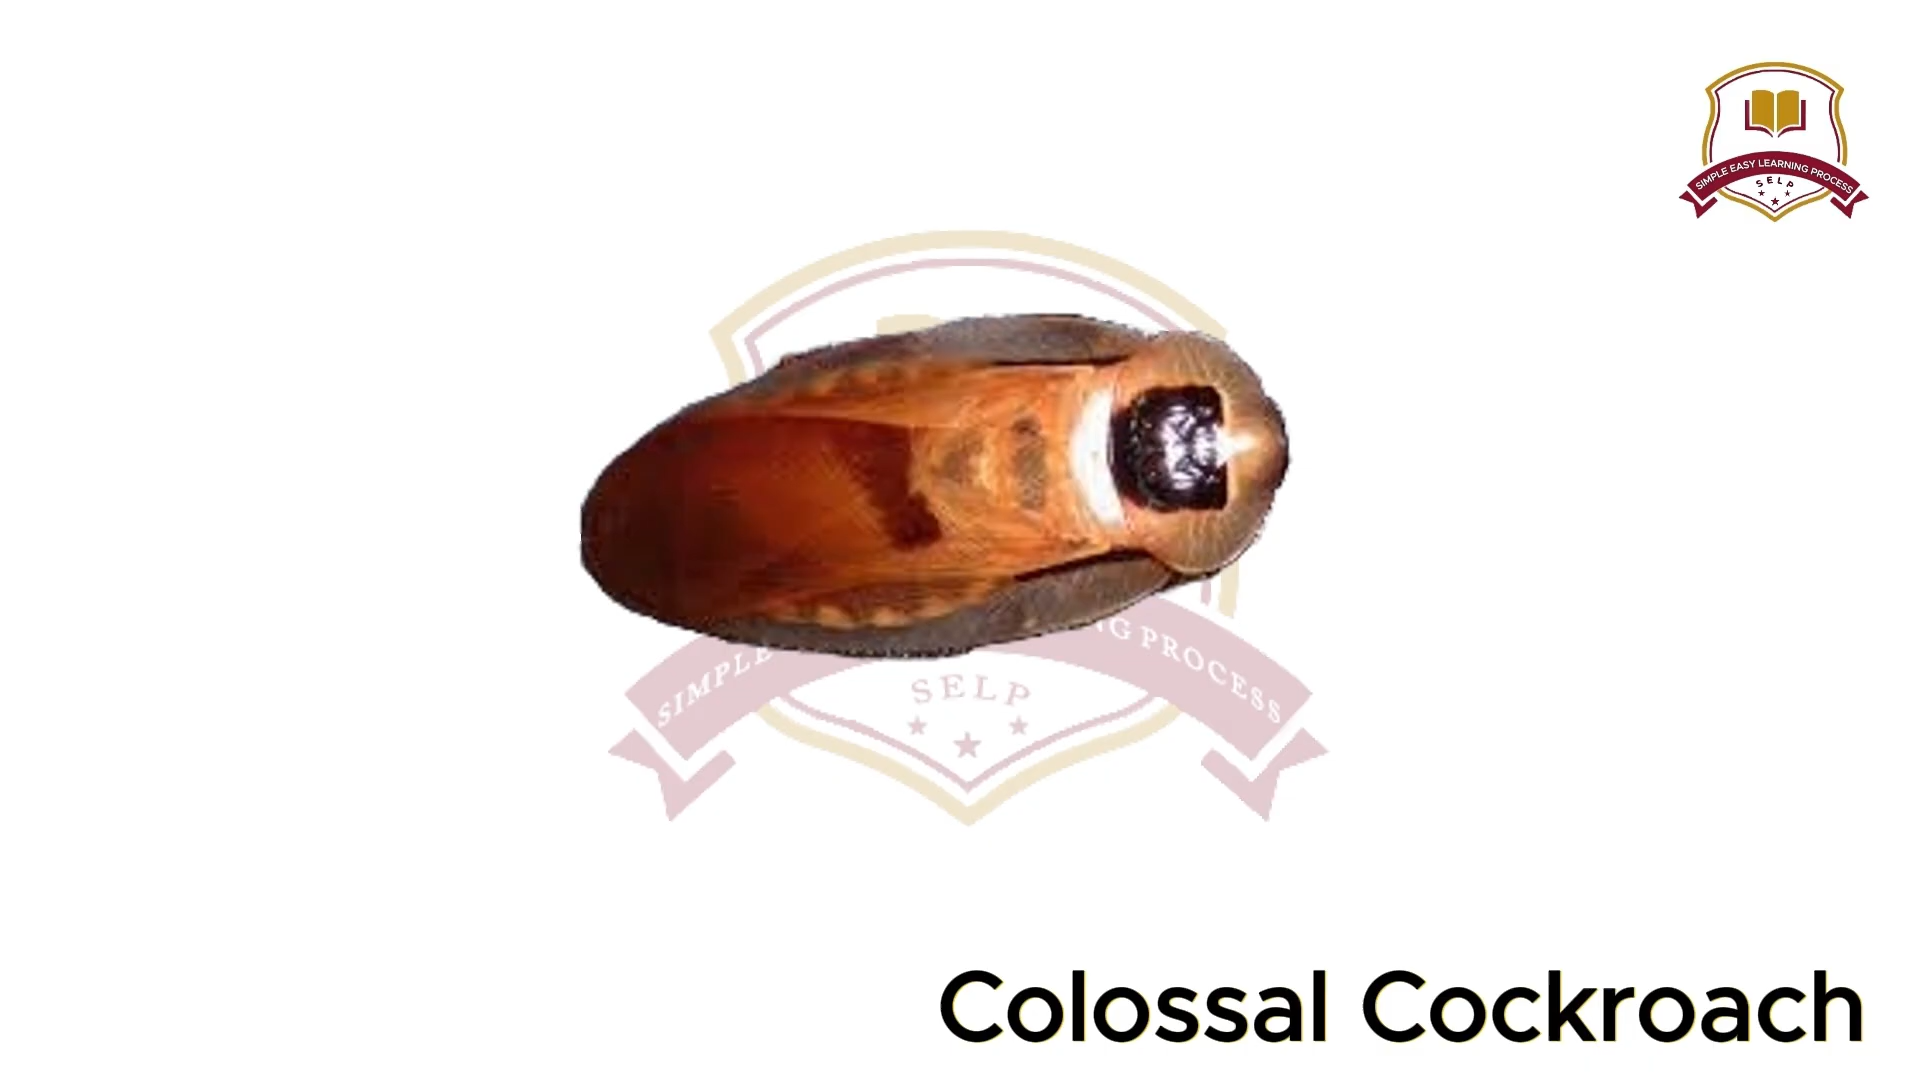 SIMPLE EASY LEARNING PROCESS
SELP
SIMPLE NG PROCESS
SELP
Colossal Cockroach